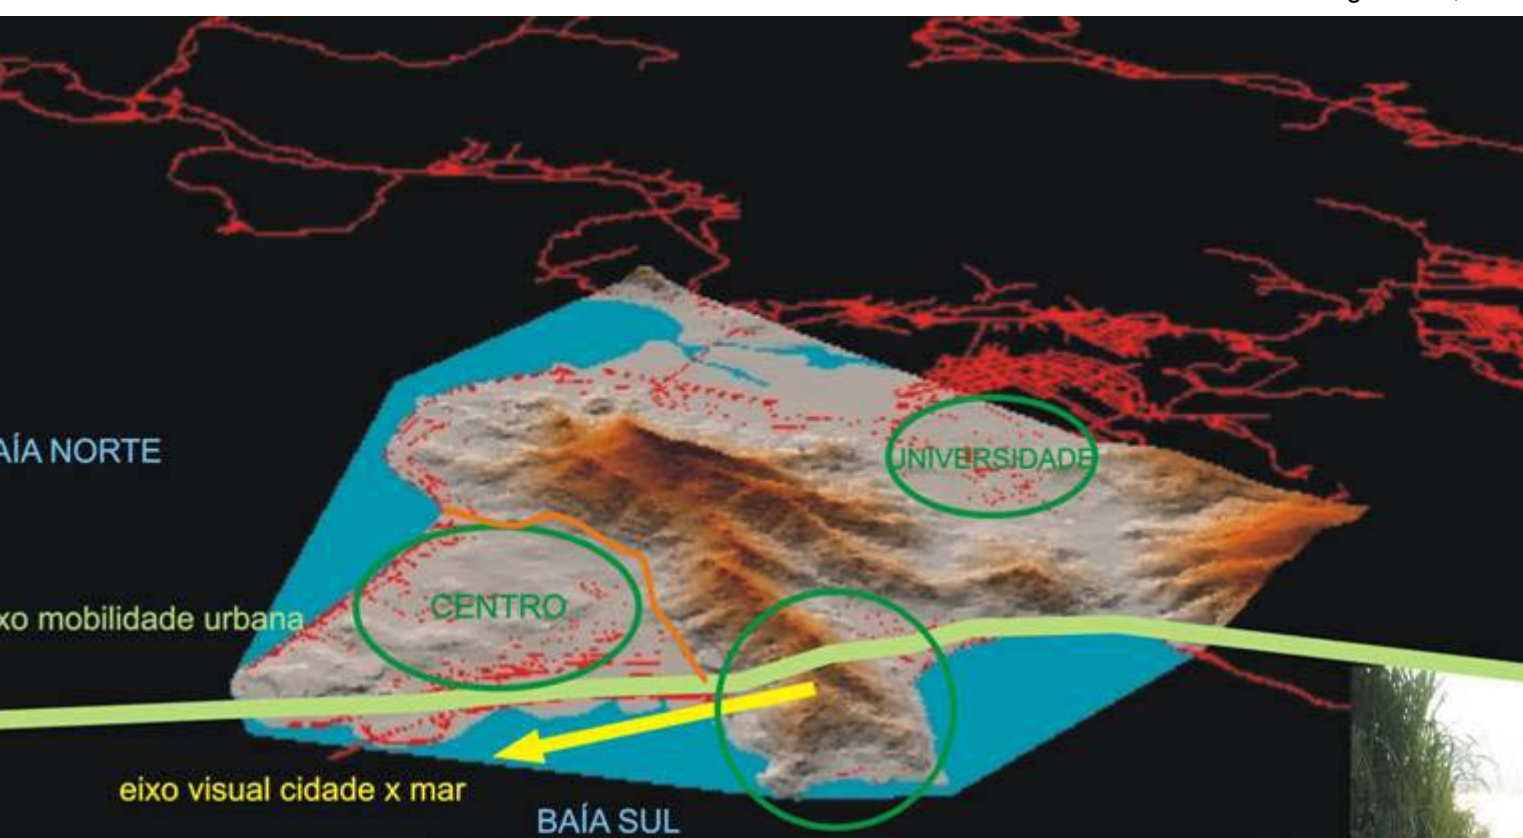 AÍA NORTE
UNIVERSIDADE
CENTRO
xo mobilidade urbana
eixo visual cidade x mar
BAÍA SUL